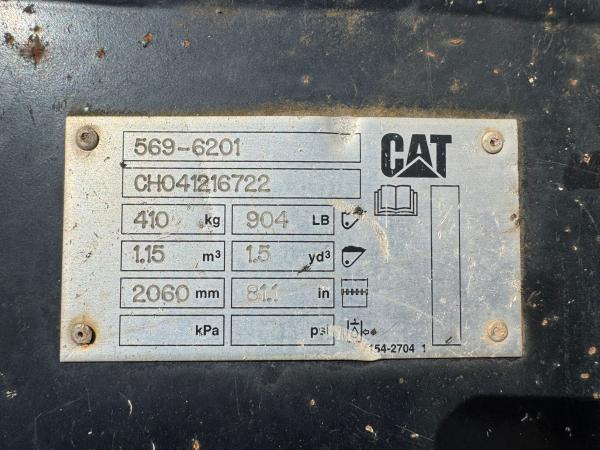 569-6201
CAT
CH041216722
410 kg 904 LB
1.15 m³ 1.5 yd³
2060 mm 81.1 in
kPa psi
154-2704 1